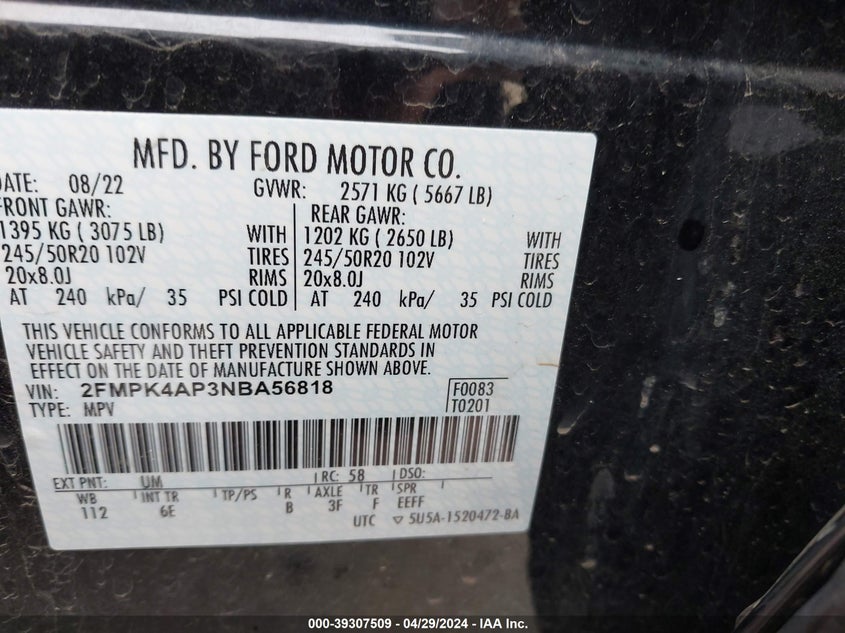 MFD. BY FORD MOTOR CO.
DATE: 08/22 GVWR: 2571 KG ( 5667 LB)
FRONT GAWR: REAR GAWR:
1395 KG ( 3075 LB) WITH 1202 KG ( 2650 LB) WITH
245/50R20 102V TIRES 245/50R20 102V TIRES
20x8.0J RIMS 20x8.0J RIMS
AT 240 kPa/ 35 PSI COLD AT 240 kPa/ 35 PSI COLD
THIS VEHICLE CONFORMS TO ALL APPLICABLE FEDERAL MOTOR
VEHICLE SAFETY AND THEFT PREVENTION STANDARDS IN
EFFECT ON THE DATE OF MANUFACTURE SHOWN ABOVE.
VIN: 2FMPK4AP3NBA56818 F0083
TYPE: MPV T0201
EXT PNT: UM RC: 58 DSO:
WB INT TR TP/PS R AXLE TR SPR
112 6E B 3F F EEFF
UTC ▽ 5U5A-1520472-BA
000-39307509 - 04/29/2024 - IAA Inc.